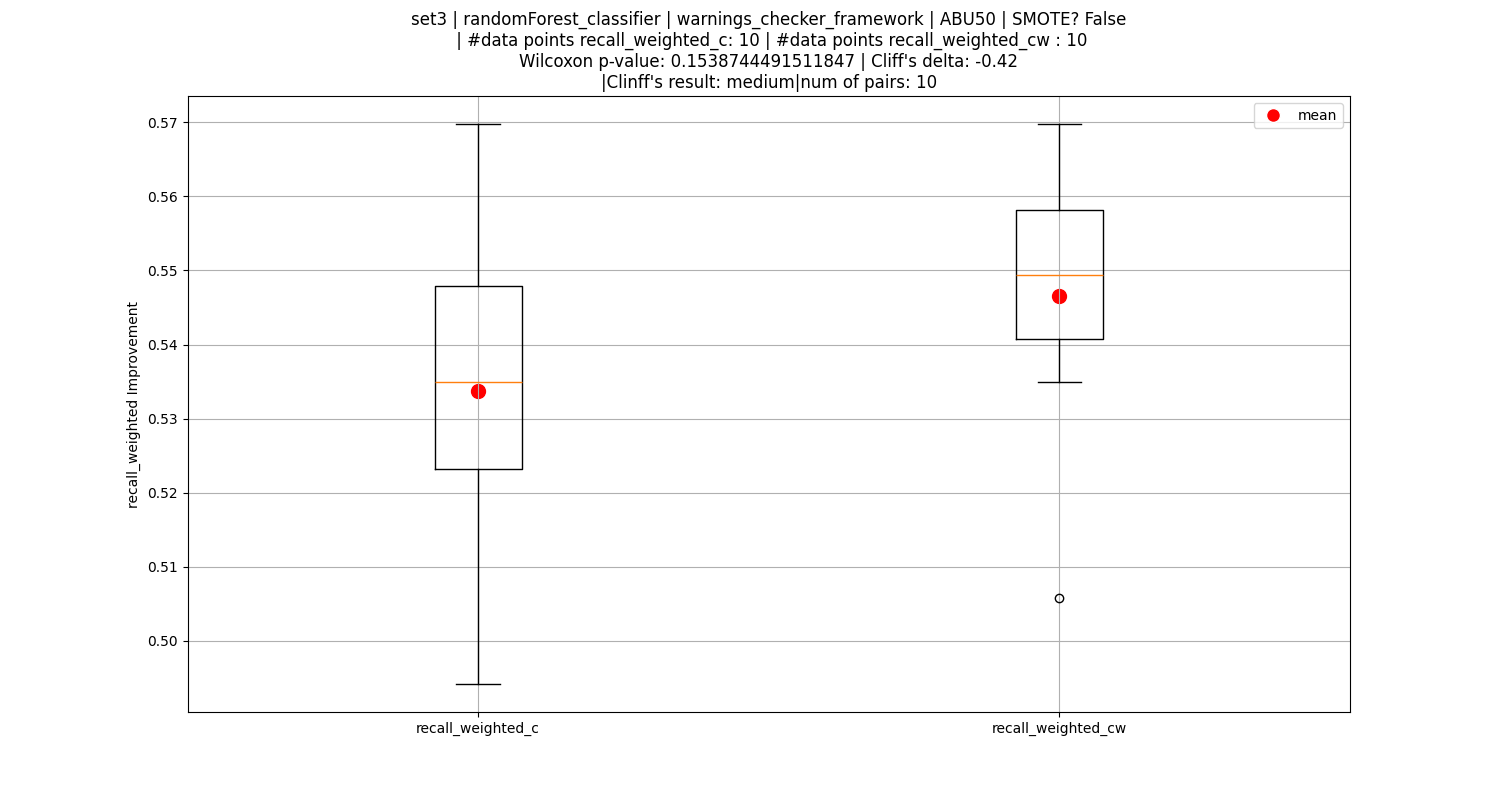 set3 | randomForest_classifier | warnings_checker_framework | ABU50 | SMOTE? False
| #data points recall_weighted_c: 10 | #data points recall_weighted_cw : 10
Wilcoxon p-value: 0.1538744491511847 | Cliff's delta: -0.42
|Clinff's result: medium|num of pairs: 10
mean
0.57
0.56
0.55
0.54
0.53
0.52
0.51
0.50
recall_weighted Improvement
recall_weighted_c
recall_weighted_cw